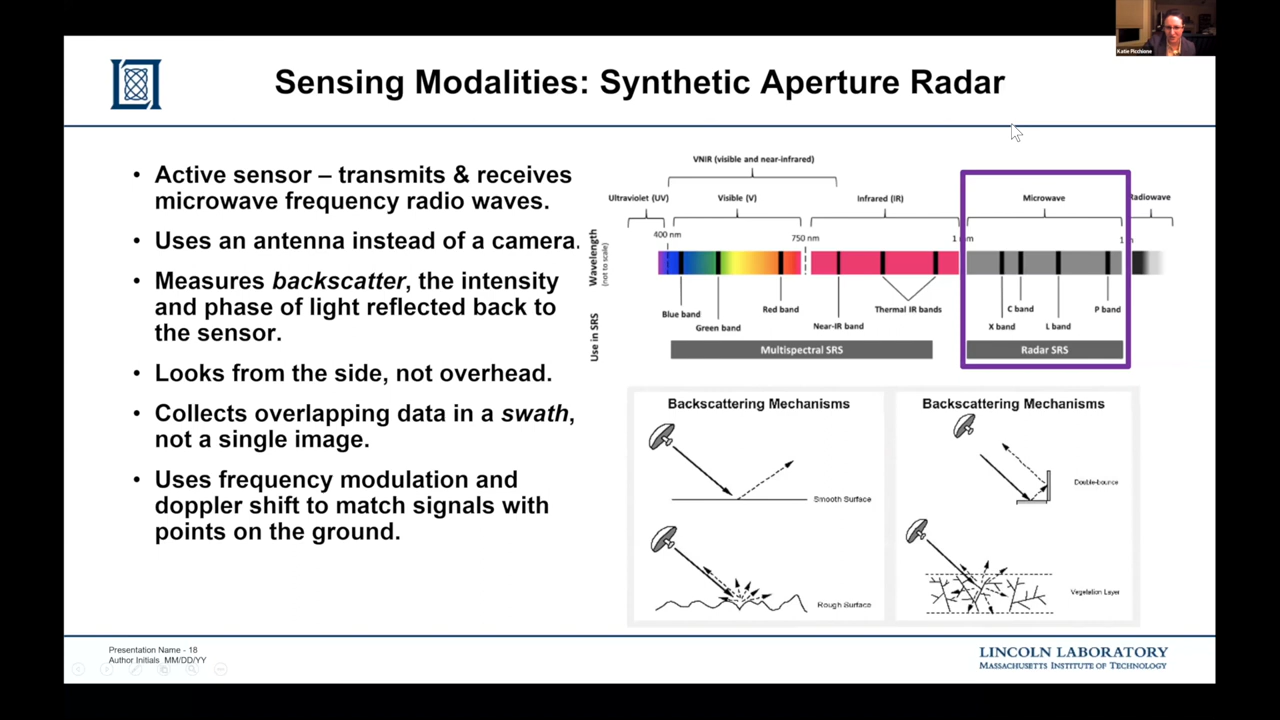 Katie Picchione
Sensing Modalities: Synthetic Aperture Radar
• Active sensor – transmits & receives
microwave frequency radio waves.
• Uses an antenna instead of a camera.
• Measures backscatter, the intensity
and phase of light reflected back to
the sensor.
• Looks from the side, not overhead.
• Collects overlapping data in a swath,
not a single image.
• Uses frequency modulation and
doppler shift to match signals with
points on the ground.
VNIR (visible and near-infrared)
Ultraviolet (UV)
Visible (V)
Infrared (IR)
Microwave
Radiowave
400 nm
750 nm
Wavelength
(not to scale)
Blue band
Green band
Red band
Near-IR band
Thermal IR bands
X band
C band
L band
P band
Use in SRS
Multispectral SRS
Radar SRS
Backscattering Mechanisms
Smooth Surface
Rough Surface
Backscattering Mechanisms
Double-bounce
Vegetation Layer
Presentation Name - 18
Author Initials MM/DD/YY
LINCOLN LABORATORY
MASSACHUSETTS INSTITUTE OF TECHNOLOGY